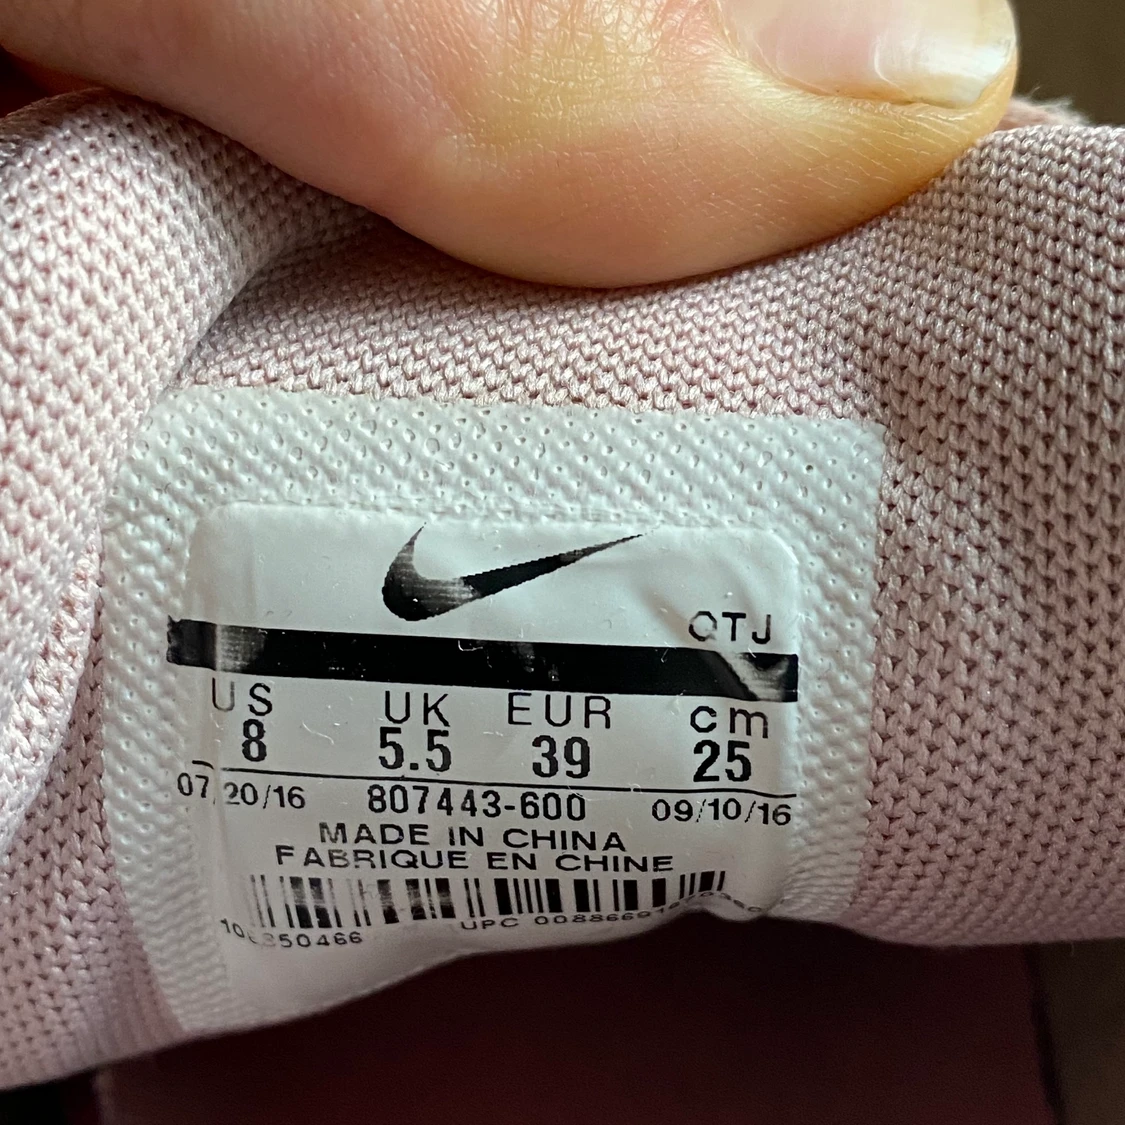 QTJ
US UK EUR cm
8 5.5 39 25
07/20/16 807443-600 09/10/16
MADE IN CHINA
FABRIQUE EN CHINE
UPC